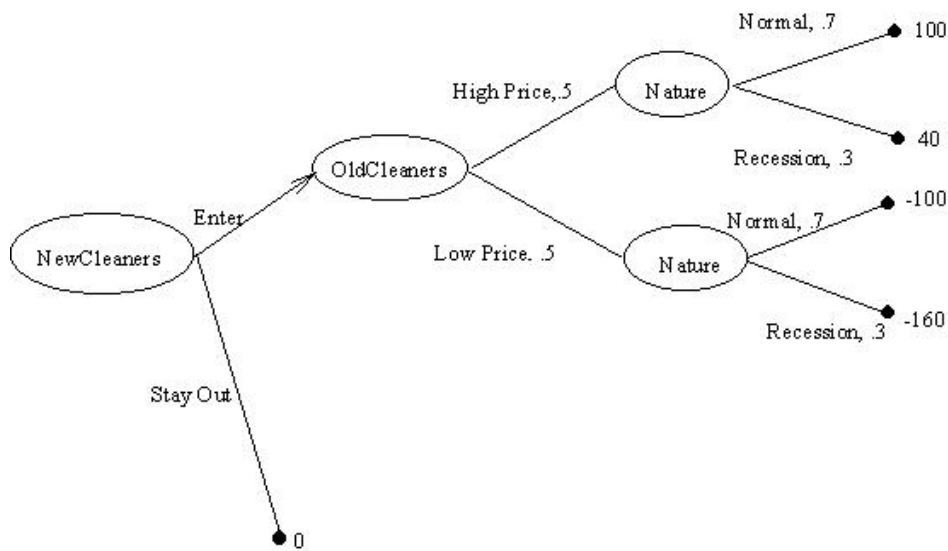 Normal, .7
100
High Price,.5
Nature
40
OldCleaners
Recession, .3
-100
Enter
Normal, .7
NewCleaners
Low Price. .5
Nature
-160
Recession, .3
Stay Out
0